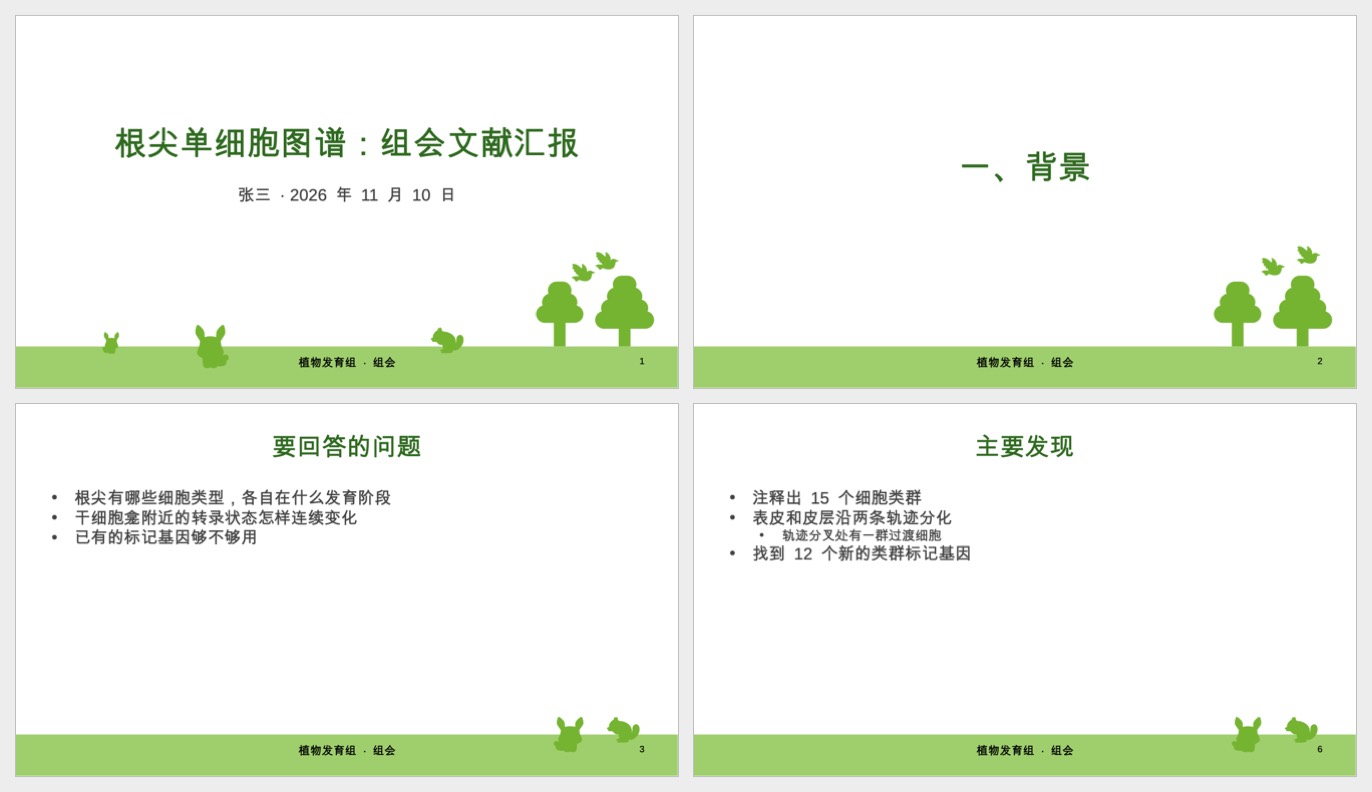 根尖单细胞图谱：组会文献汇报
张三 · 2026 年 11 月 10 日
植物发育组 · 组会
1
一、背景
植物发育组 · 组会
2
要回答的问题
• 根尖有哪些细胞类型，各自在什么发育阶段
• 干细胞龛附近的转录状态怎样连续变化
• 已有的标记基因够不够用
植物发育组 · 组会
3
主要发现
• 注释出 15 个细胞类群
• 表皮和皮层沿两条轨迹分化
• 轨迹分叉处有一群过渡细胞
• 找到 12 个新的类群标记基因
植物发育组 · 组会
6